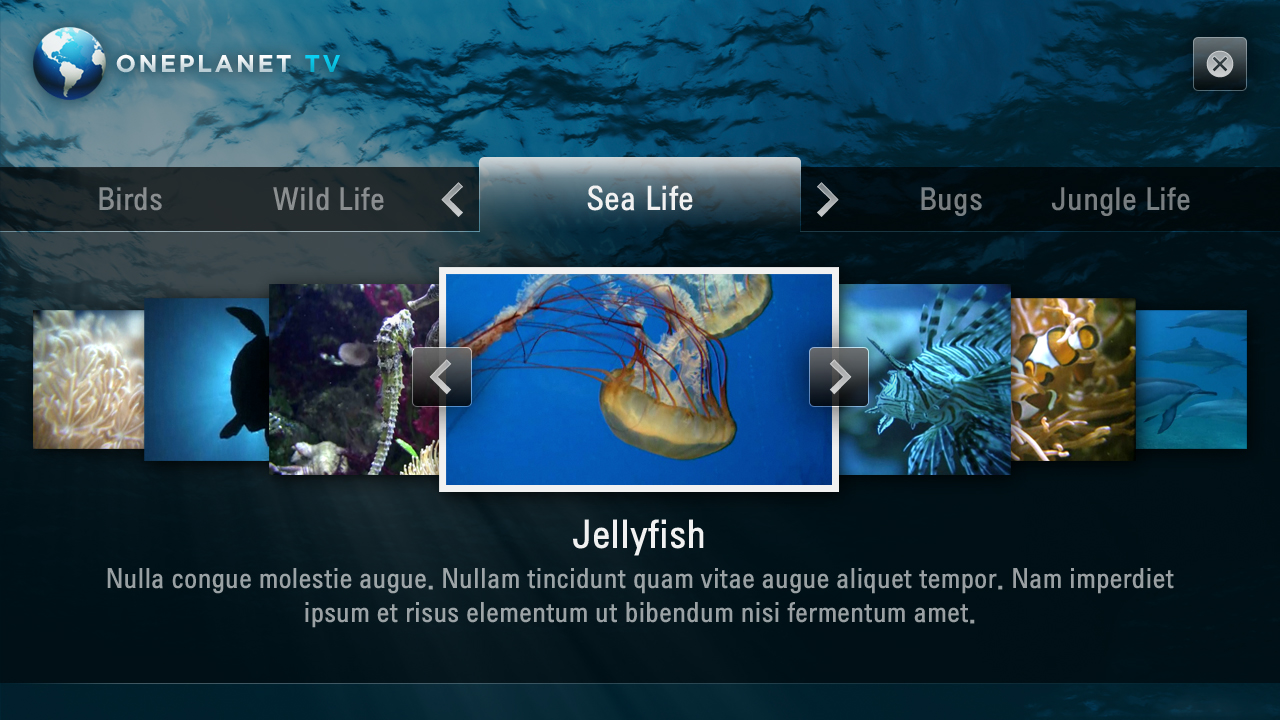 ONEPLANET TV
Birds
Wild Life
Sea Life
Bugs
Jungle Life
Jellyfish
Nulla congue molestie augue. Nullam tincidunt quam vitae augue aliquet tempor. Nam imperdiet
ipsum et risus elementum ut bibendum nisi fermentum amet.